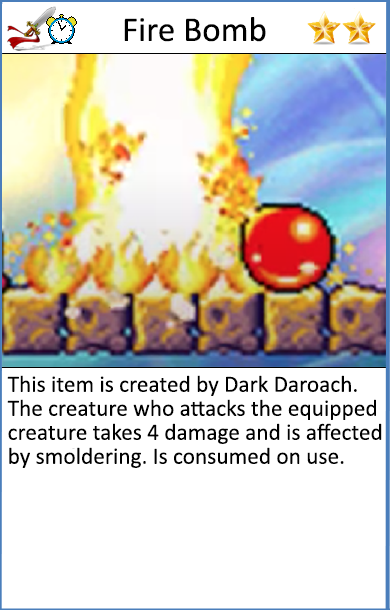 Fire Bomb
This item is created by Dark Daroach.
The creature who attacks the equipped
creature takes 4 damage and is affected
by smoldering. Is consumed on use.